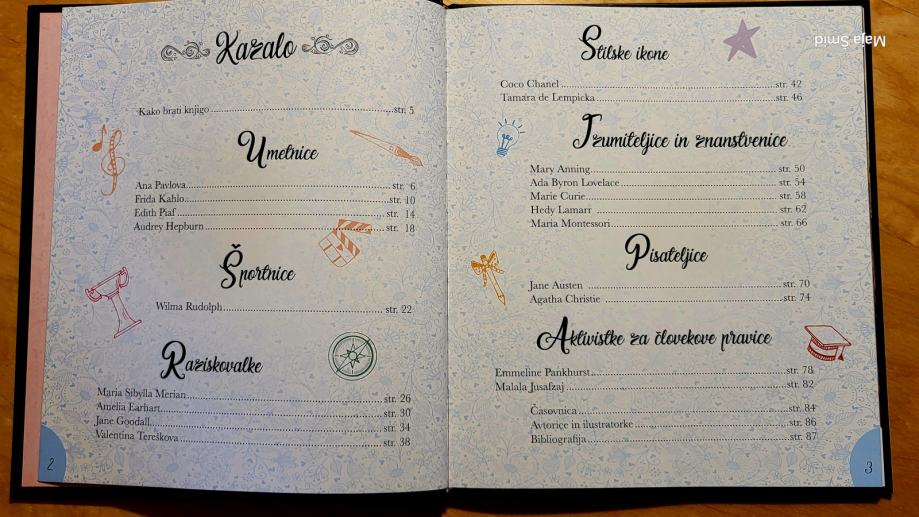 Kazalo
Kako brati knjigo str. 5
Umetnice
Ana Pavlova str. 6
Frida Kahlo str. 10
Edith Piaf str. 14
Audrey Hepburn str. 18
Športnice
Wilma Rudolph str. 22
Raziskovalke
Maria Sibylla Merian str. 26
Amelia Earhart str. 30
Jane Goodall str. 34
Valentina Tereškova str. 38
2
Maja Šmid
Stilske ikone
Coco Chanel str. 42
Tamara de Lempicka str. 46
Izumiteljice in znanstvenice
Mary Anning str. 50
Ada Byron Lovelace str. 54
Marie Curie str. 58
Hedy Lamarr str. 62
Maria Montessori str. 66
Pisateljice
Jane Austen str. 70
Agatha Christie str. 74
Aktivistke za človekove pravice
Emmeline Pankhurst str. 78
Malala Jusafzaj str. 82
Časovnica str. 84
Avtorice in ilustratorke str. 86
Bibliografija str. 87
3